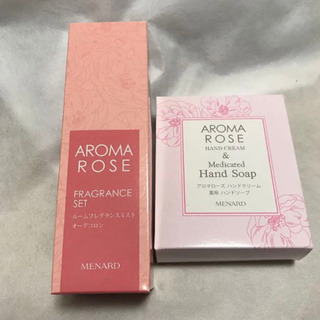 AROMA
ROSE
FRAGRANCE
SET
ルームフレグランスミスト
オーデコロン
MENARD
AROMA
ROSE
HAND CREAM
&
Medicated
Hand Soap
アロマローズ ハンドクリーム
薬用 ハンドソープ
MENARD